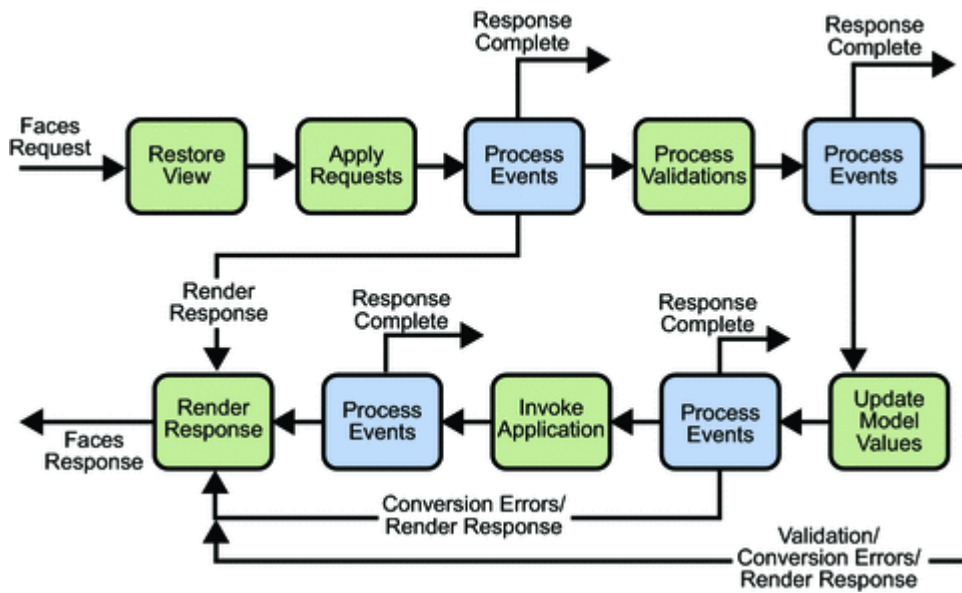 Response
Complete
Response
Complete
Faces
Request
Restore
View
Apply
Requests
Process
Events
Process
Validations
Process
Events
Render
Response
Response
Complete
Response
Complete
Render
Response
Process
Events
Invoke
Application
Process
Events
Update
Model
Values
Faces
Response
Conversion Errors/
Render Response
Validation/
Conversion Errors/
Render Response